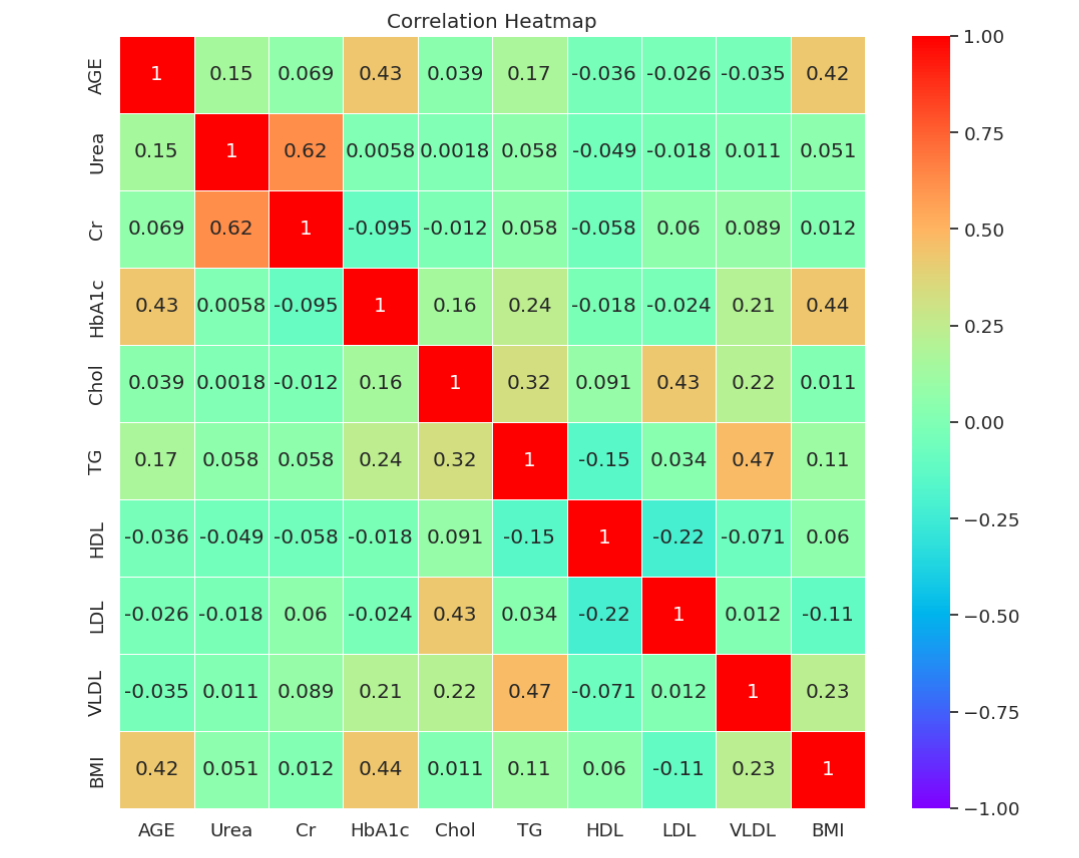 Correlation Heatmap
AGE 1 0.15 0.069 0.43 0.039 0.17 -0.036 -0.026 -0.035 0.42
Urea 0.15 1 0.62 0.0058 0.0018 0.058 -0.049 -0.018 0.011 0.051
Cr 0.069 0.62 1 -0.095 -0.012 0.058 -0.058 0.06 0.089 0.012
HbA1c 0.43 0.0058 -0.095 1 0.16 0.24 -0.018 -0.024 0.21 0.44
Chol 0.039 0.0018 -0.012 0.16 1 0.32 0.091 0.43 0.22 0.011
TG 0.17 0.058 0.058 0.24 0.32 1 -0.15 0.034 0.47 0.11
HDL -0.036 -0.049 -0.058 -0.018 0.091 -0.15 1 -0.22 -0.071 0.06
LDL -0.026 -0.018 0.06 -0.024 0.43 0.034 -0.22 1 0.012 -0.11
VLDL -0.035 0.011 0.089 0.21 0.22 0.47 -0.071 0.012 1 0.23
BMI 0.42 0.051 0.012 0.44 0.011 0.11 0.06 -0.11 0.23 1
AGE Urea Cr HbA1c Chol TG HDL LDL VLDL BMI
1.00
0.75
0.50
0.25
0.00
−0.25
−0.50
−0.75
−1.00